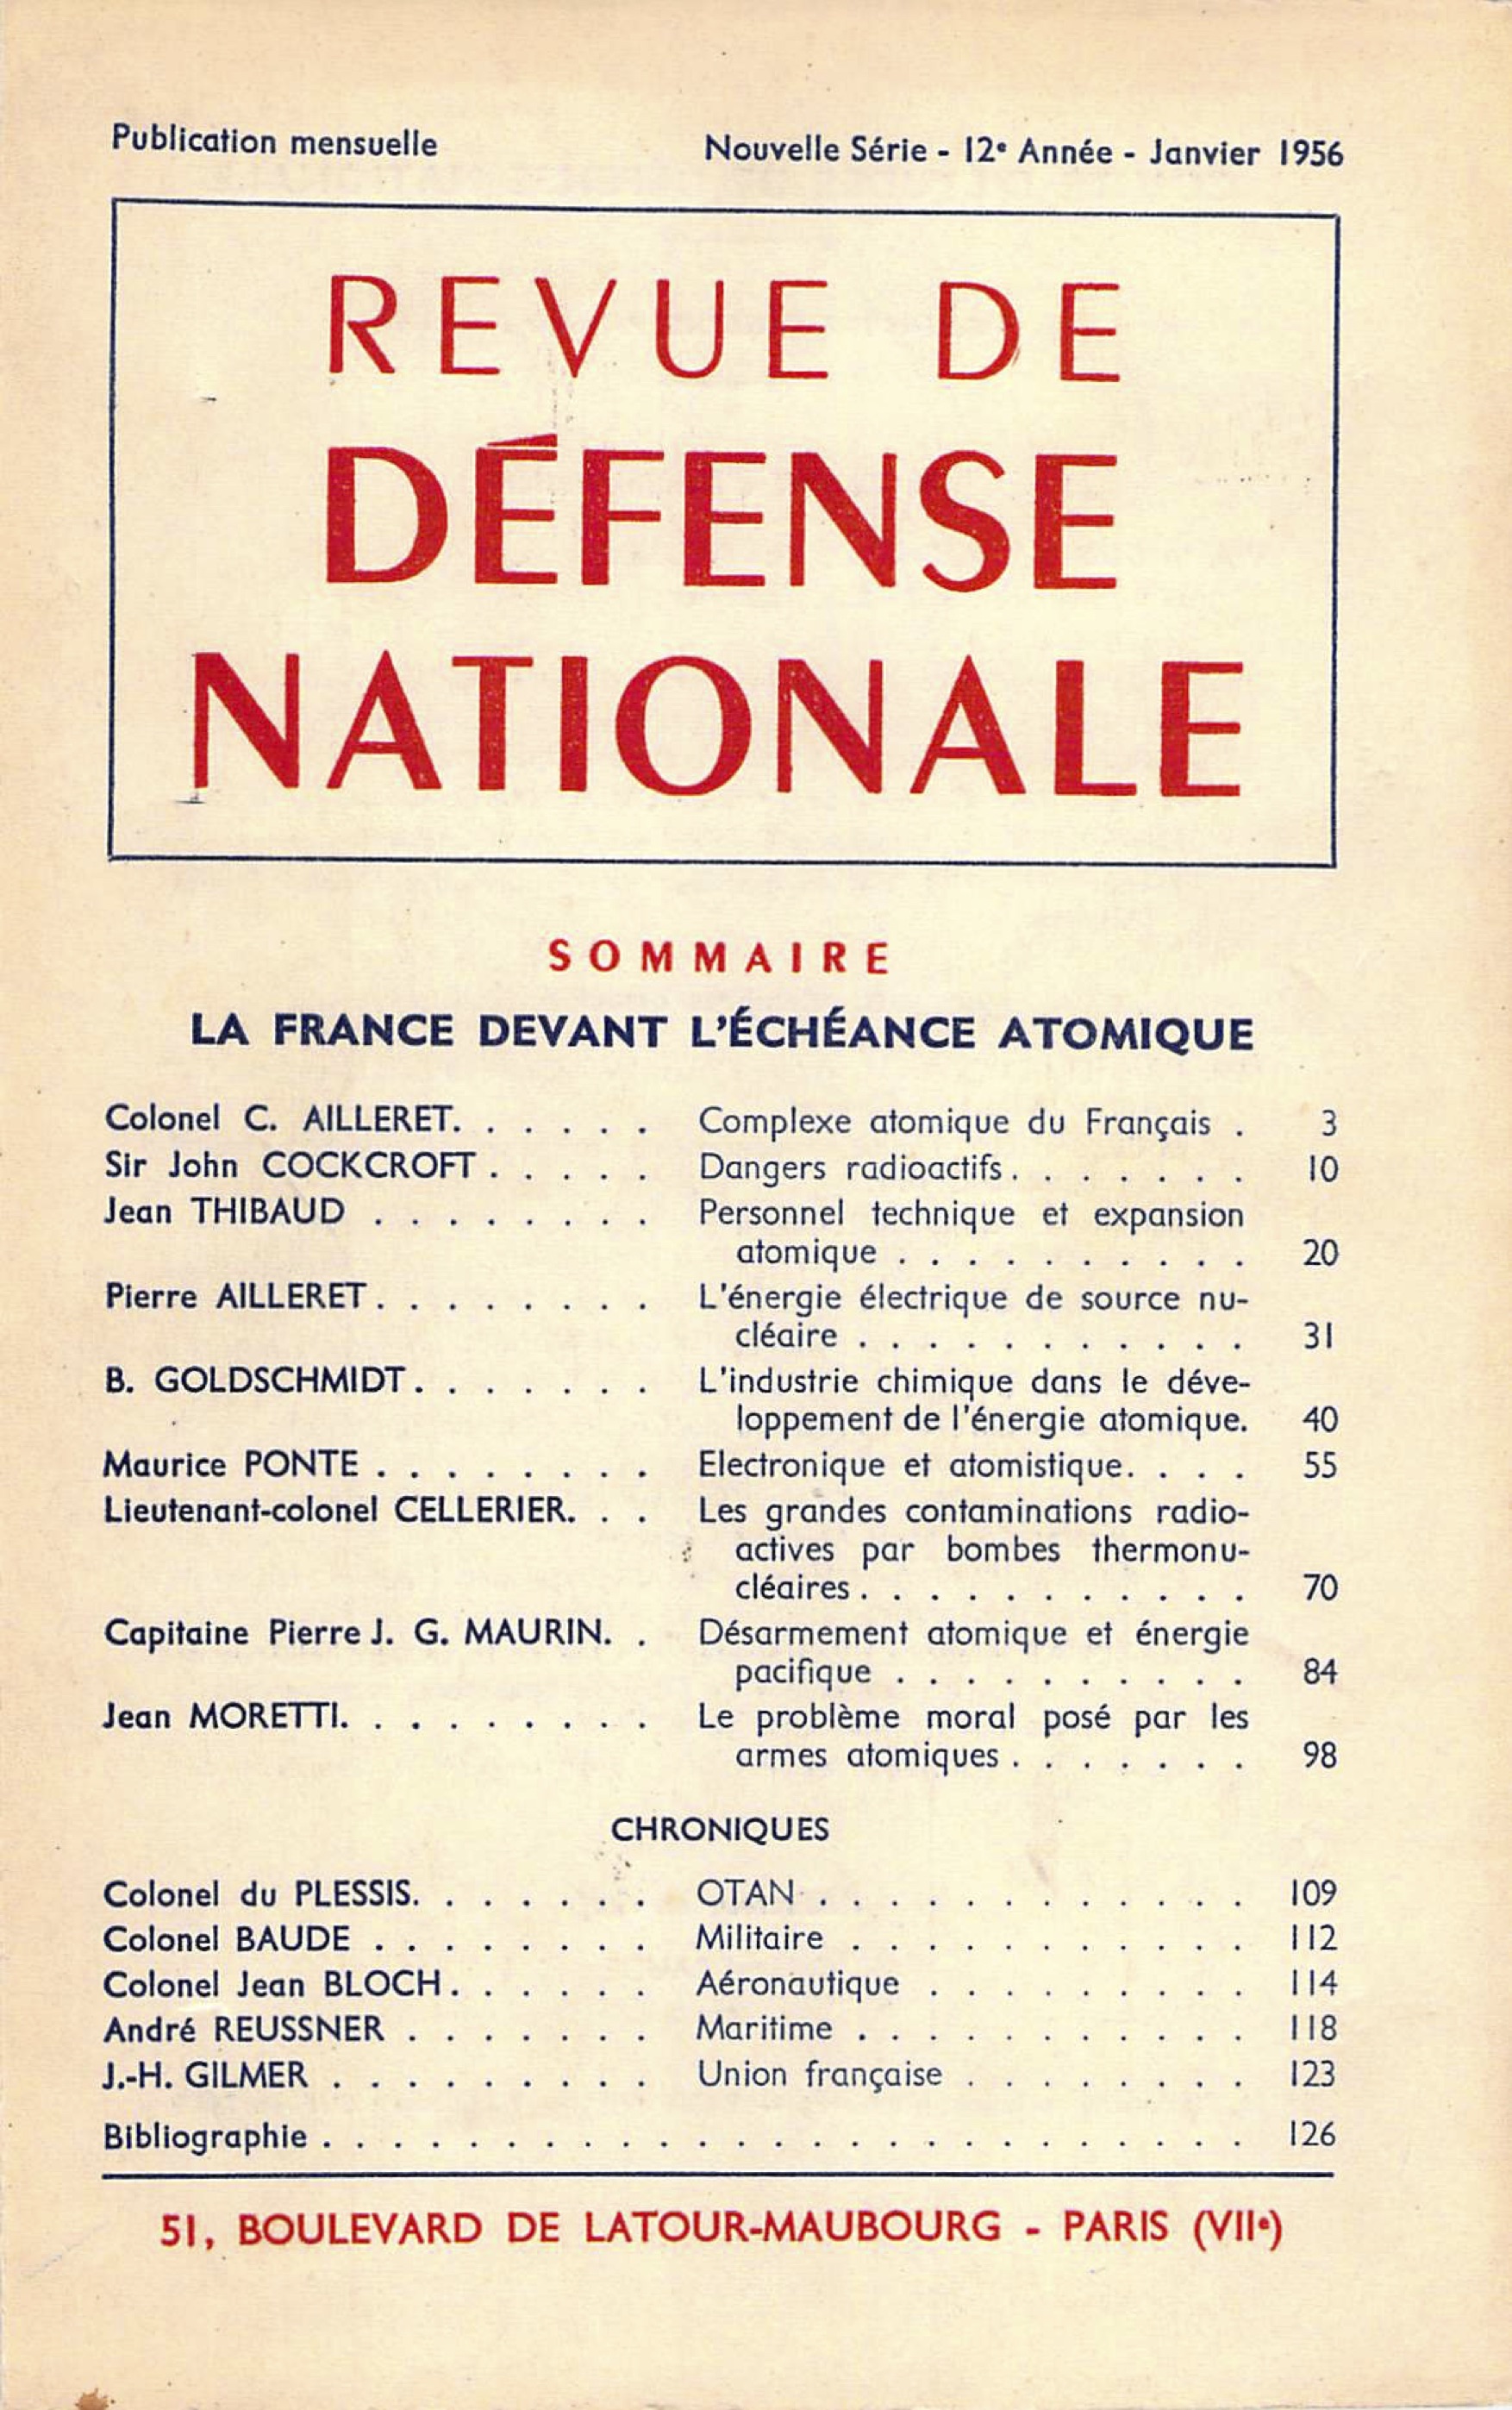 Publication mensuelle
Nouvelle Série - 12e Année - Janvier 1956
REVUE DE
DÉFENSE
NATIONALE
SOMMAIRE
LA FRANCE DEVANT L'ÉCHÉANCE ATOMIQUE
Colonel C. AILLERET. . . . . . Complexe atomique du Français . 3
Sir John COCKCROFT . . . . . Dangers radioactifs. . . . . . . 10
Jean THIBAUD . . . . . . . . Personnel technique et expansion
atomique . . . . . . . . . . 20
Pierre AILLERET. . . . . . . . L'énergie électrique de source nu-
cléaire . . . . . . . . . . . 31
B. GOLDSCHMIDT. . . . . . . L'industrie chimique dans le déve-
loppement de l'énergie atomique. 40
Maurice PONTE . . . . . . . . Electronique et atomistique. . . . 55
Lieutenant-colonel CELLERIER. . . Les grandes contaminations radio-
actives par bombes thermonu-
cléaires . . . . . . . . . . . 70
Capitaine Pierre J. G. MAURIN. . Désarmement atomique et énergie
pacifique . . . . . . . . . . 84
Jean MORETTI. . . . . . . . . Le problème moral posé par les
armes atomiques . . . . . . . 98
CHRONIQUES
Colonel du PLESSIS. . . . . . . OTAN . . . . . . . . . . . . 109
Colonel BAUDE . . . . . . . . Militaire . . . . . . . . . . . 112
Colonel Jean BLOCH. . . . . . Aéronautique . . . . . . . . . 114
André REUSSNER . . . . . . . Maritime . . . . . . . . . . . 118
J.-H. GILMER . . . . . . . . . Union française . . . . . . . . 123
Bibliographie . . . . . . . . . . . . . . . . . . . . . . . . . 126
51, BOULEVARD DE LATOUR-MAUBOURG - PARIS (VIIe)